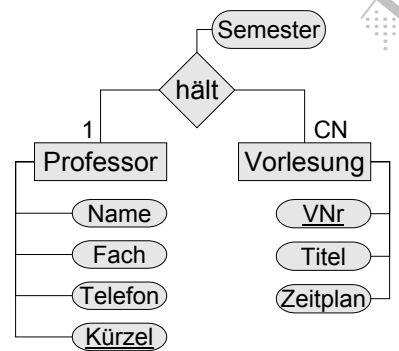 Semester
hält
1
CN
Professor
Vorlesung
Name
VNr
Fach
Titel
Telefon
Zeitplan
Kürzel